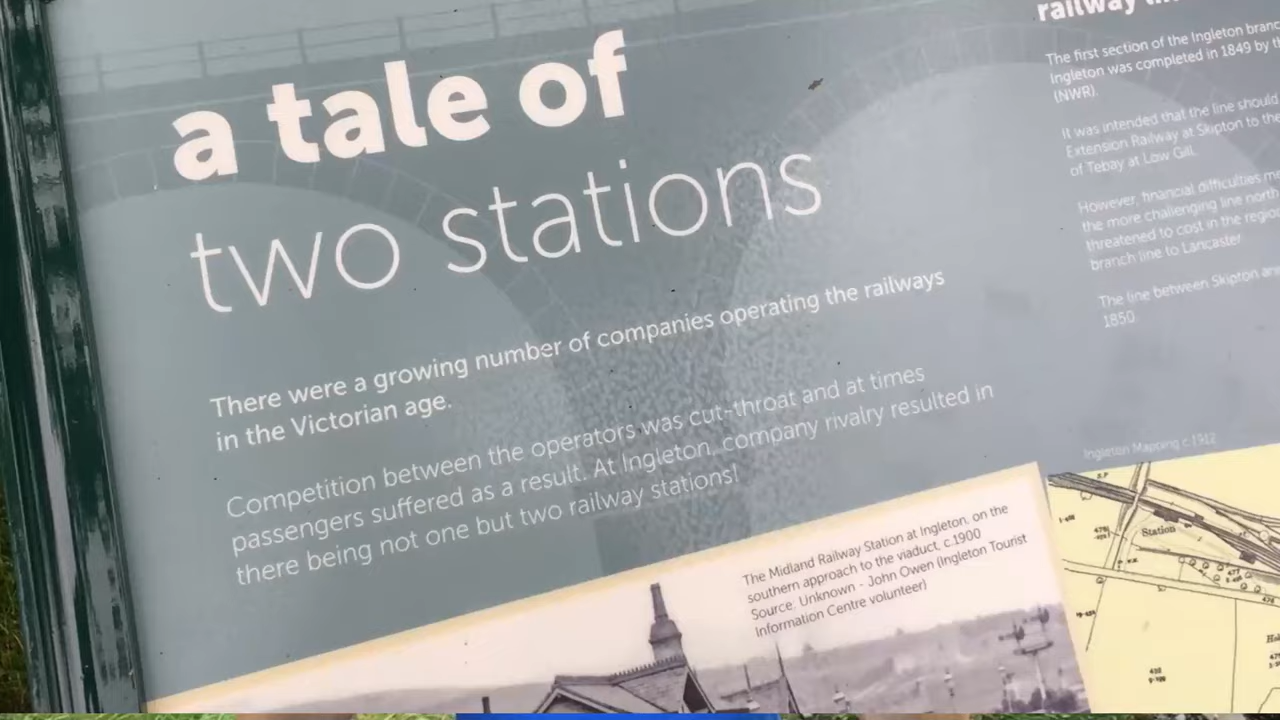 a tale of
two stations
There were a growing number of companies operating the railways
in the Victorian age.
Competition between the operators was cut-throat and at times
passengers suffered as a result. At Ingleton, company rivalry resulted in
there being not one but two railway stations!
The Midland Railway Station at Ingleton, on the
southern approach to the viaduct, c.1900
Source, Unknown - John Owen (Ingleton Tourist
Information Centre volunteer)
railway
The first section of the Ingleton
Ingleton was completed in 1849 by
(NWR).
It was intended that the line should
Extension Railway at Skipton to the
of Tebay at Low Gill.
However, financial difficulties
the more challenging line north
threatened to cost in the
branch line to Lancaster
The line between Skipton
1850.
Ingleton Mapping c.1912
Station